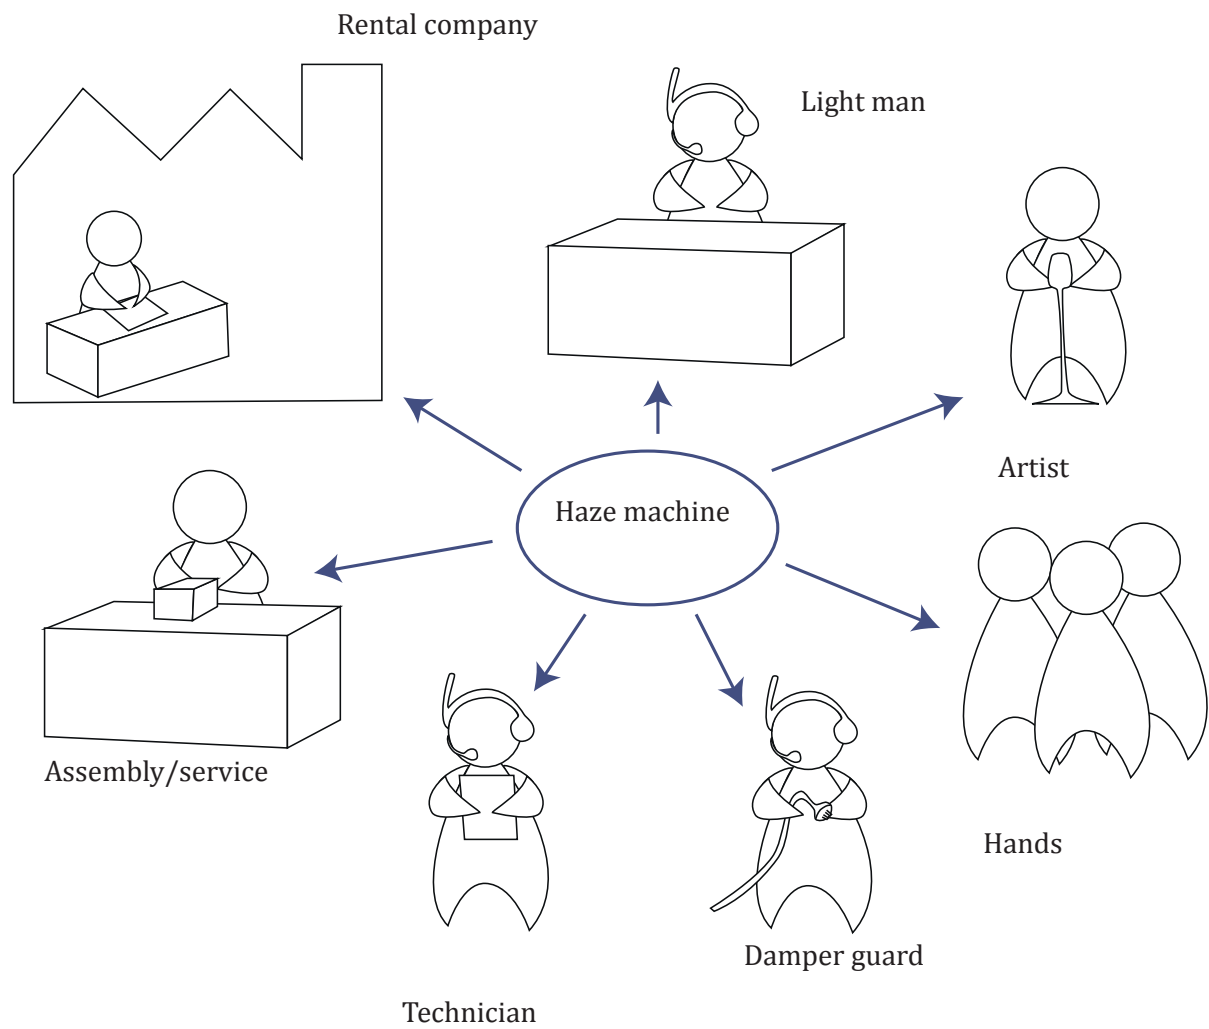 Rental company
Light man
Artist
Haze machine
Assembly/service
Hands
Damper guard
Technician